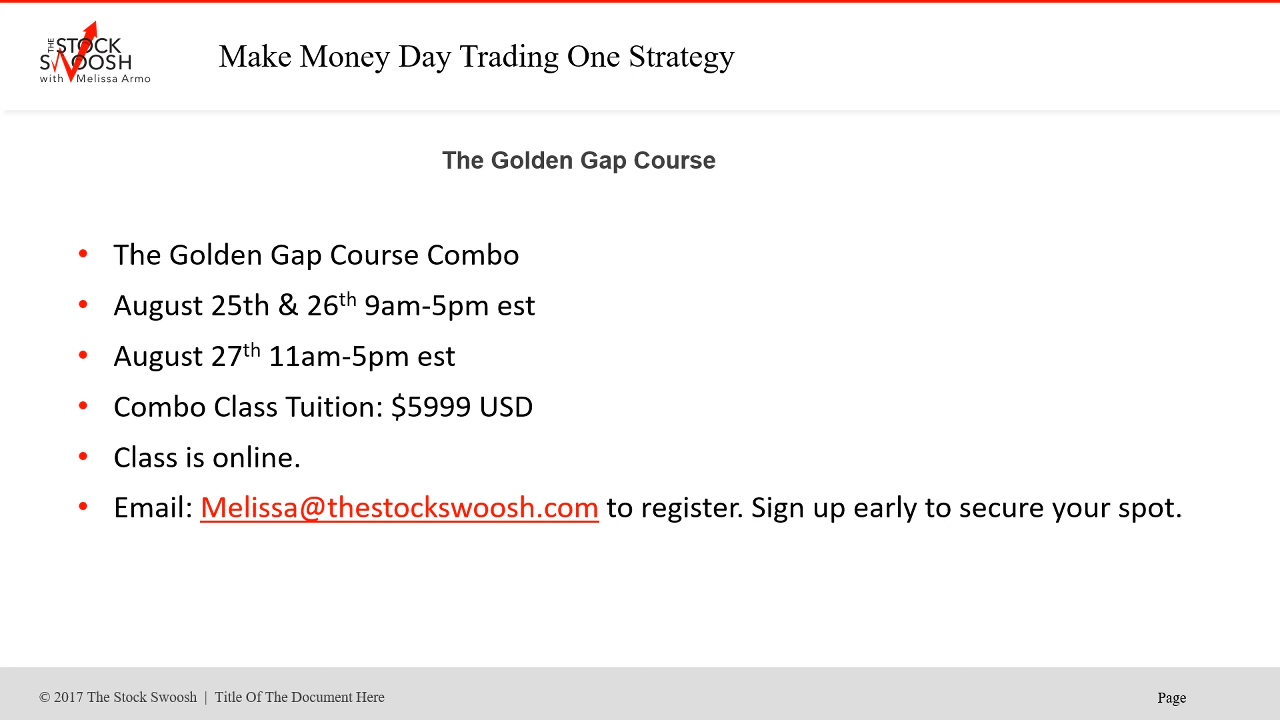 THE STOCK
SWOOSH
with Melissa Armo
Make Money Day Trading One Strategy
The Golden Gap Course
• The Golden Gap Course Combo
• August 25th & 26th 9am-5pm est
• August 27th 11am-5pm est
• Combo Class Tuition: $5999 USD
• Class is online.
• Email: Melissa@thestockswoosh.com to register. Sign up early to secure your spot.
© 2017 The Stock Swoosh | Title Of The Document Here
Page